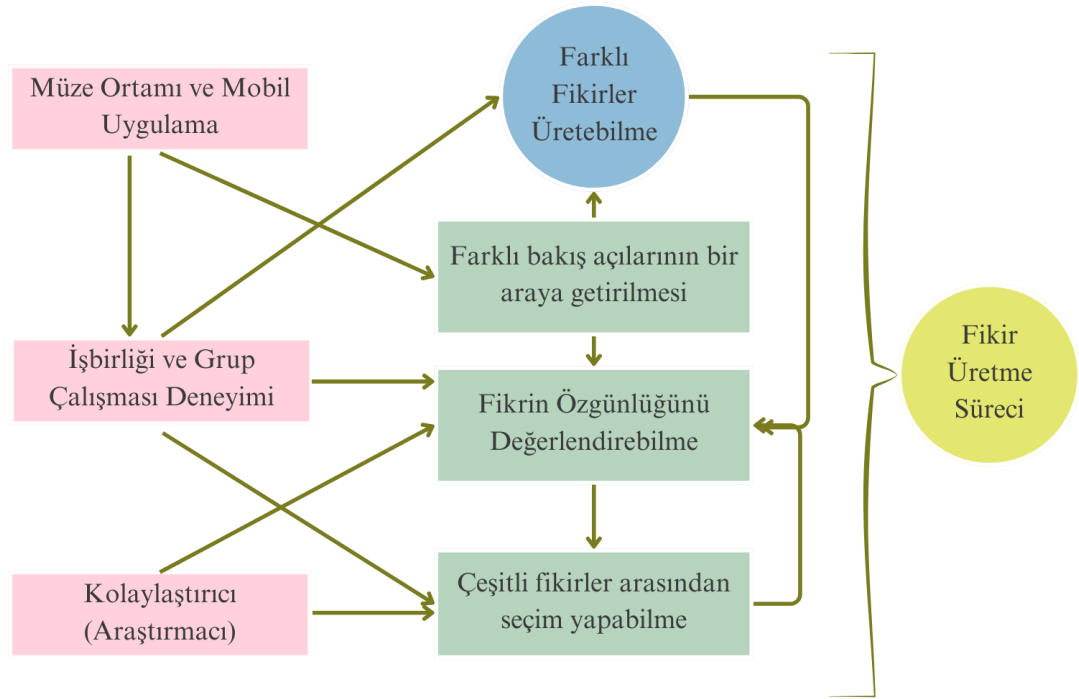 Müze Ortamı ve Mobil
Uygulama
Farklı
Fikirler
Üretebilme
Farklı bakış açılarının bir
araya getirilmesi
İşbirliği ve Grup
Çalışması Deneyimi
Fikrin Özgünlüğünü
Değerlendirebilme
Fikir
Üretme
Süreci
Kolaylaştırıcı
(Araştırmacı)
Çeşitli fikirler arasından
seçim yapabilme